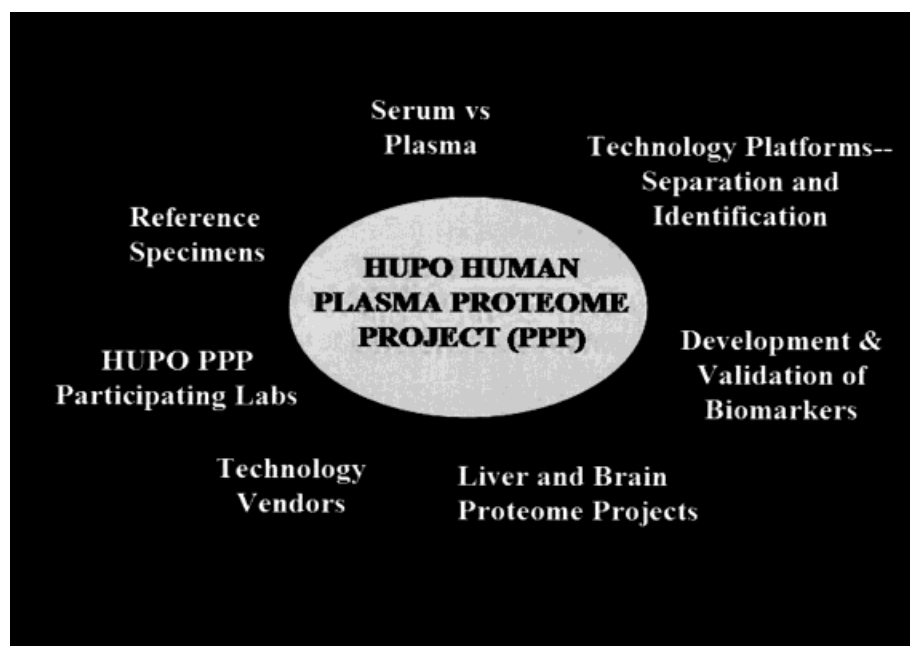 Serum vs
Plasma
Technology Platforms--
Separation and
Identification
Reference
Specimens
HUPO HUMAN
PLASMA PROTEOME
PROJECT (PPP)
Development &
Validation of
Biomarkers
HUPO PPP
Participating Labs
Technology
Vendors
Liver and Brain
Proteome Projects